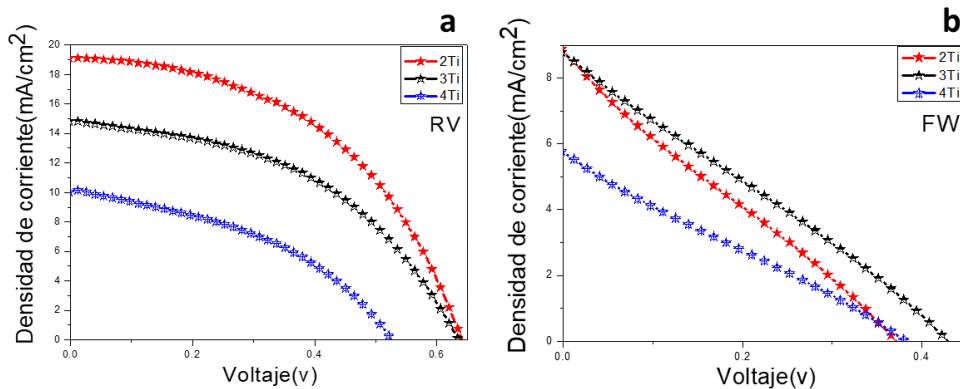 a
Densidad de corriente(mA/cm²)
20
18
16
14
12
10
8
6
4
2
0
0.0
0.2
0.4
0.6
Voltaje(v)
2Ti
3Ti
4Ti
RV
b
Densidad de corriente(mA/cm²)
8
6
4
2
0
0.0
0.2
0.4
Voltaje(v)
2Ti
3Ti
4Ti
FW